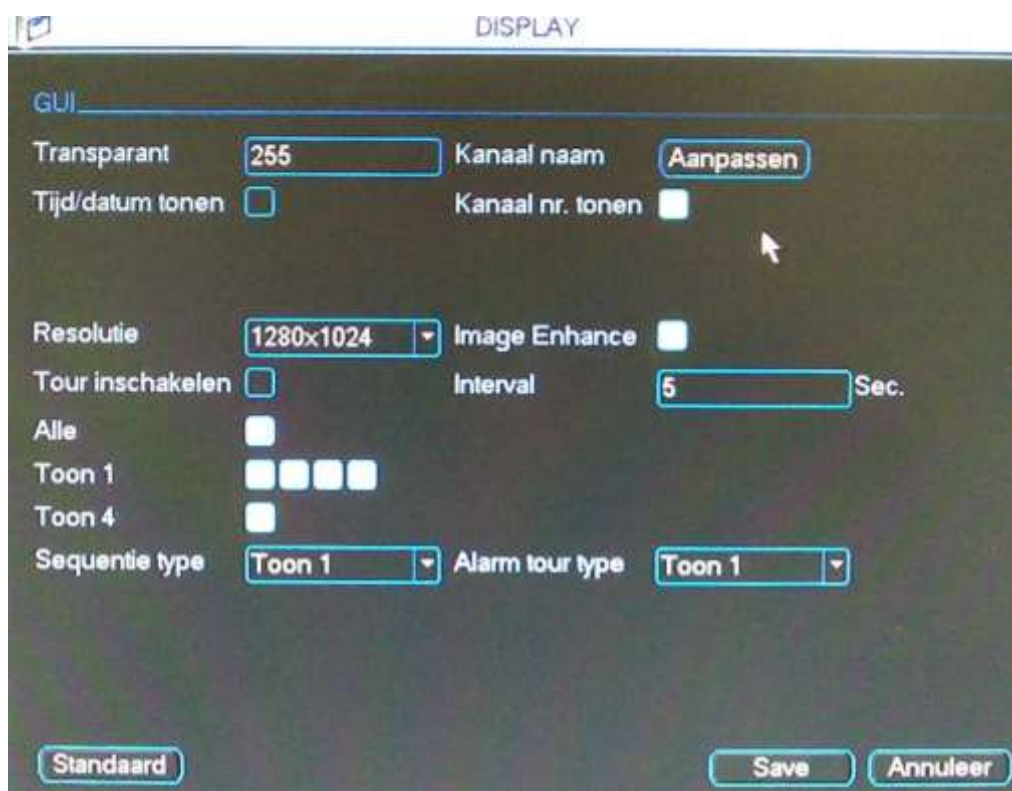 DISPLAY
GUI
Transparant 255 Kanaal naam Aanpassen
Tijd/datum tonen Kanaal nr. tonen
Resolutie 1280x1024 Image Enhance
Tour inschakelen Interval 5 Sec.
Alle
Toon 1
Toon 4
Sequentie type Toon 1 Alarm tour type Toon 1
Standaard Save Annuleer